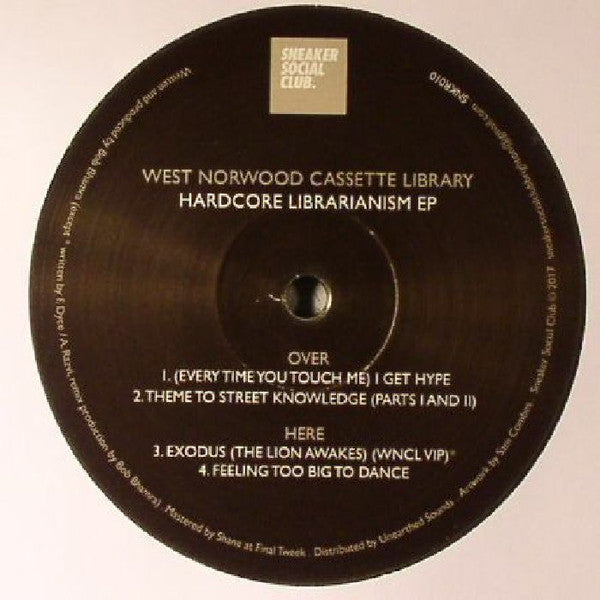 SNEAKER
SOCIAL
CLUB.
WEST NORWOOD CASSETTE LIBRARY
HARDCORE LIBRARIANISM EP
OVER
1. (EVERY TIME YOU TOUCH ME) I GET HYPE
2. THEME TO STREET KNOWLEDGE (PARTS I AND II)
HERE
3. EXODUS (THE LION AWAKES) (WNCL VIP)*
4. FEELING TOO BIG TO DANCE
Written and produced by Bob Bhamra (except * written by F. Dyce / A. remix production by Bob Bhamra) . Mastered by Shane at Final Tweek . Distributed by Unearthed Sounds . Artwork by Sam . Sneaker Social Club © 2017 . SNKR010